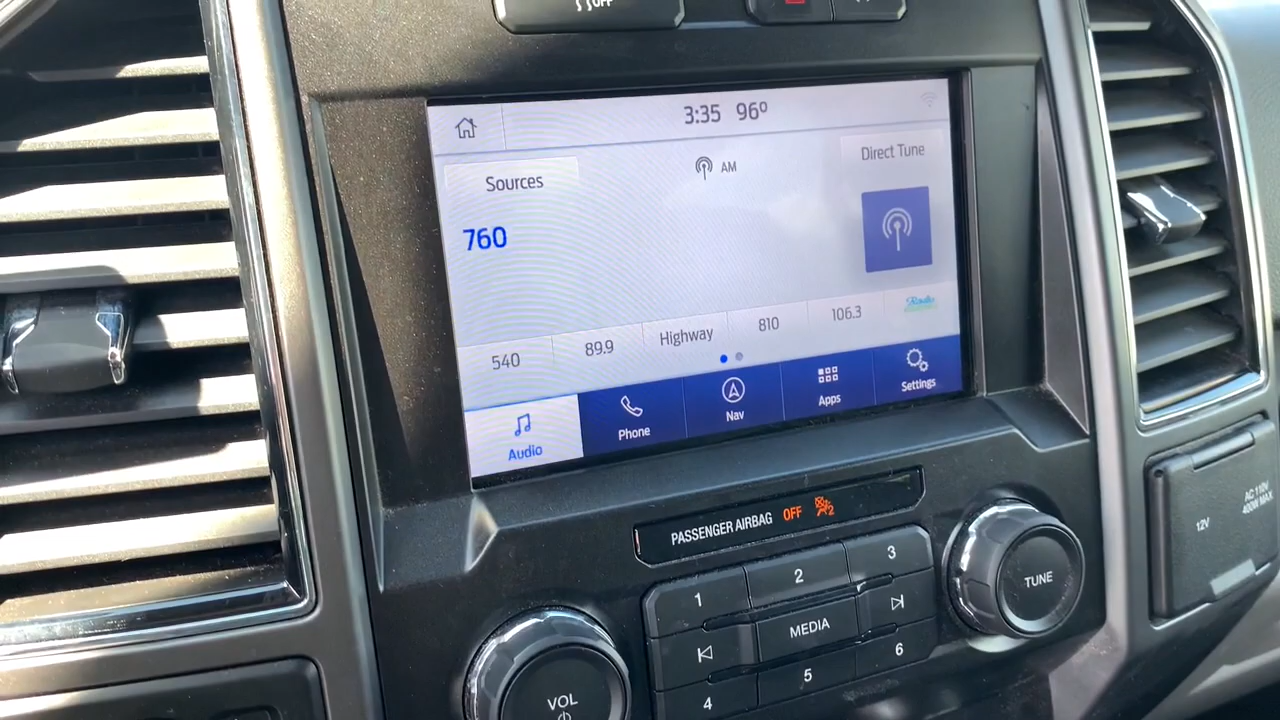 OFF
3:35 96º
Sources
AM
Direct Tune
760
540
89.9
Highway
810
106.3
Radio
Audio
Phone
Nav
Apps
Settings
PASSENGER AIRBAG OFF 2
1
2
3
MEDIA
4
5
6
VOL
TUNE
12V
AC 110V
400W MAX